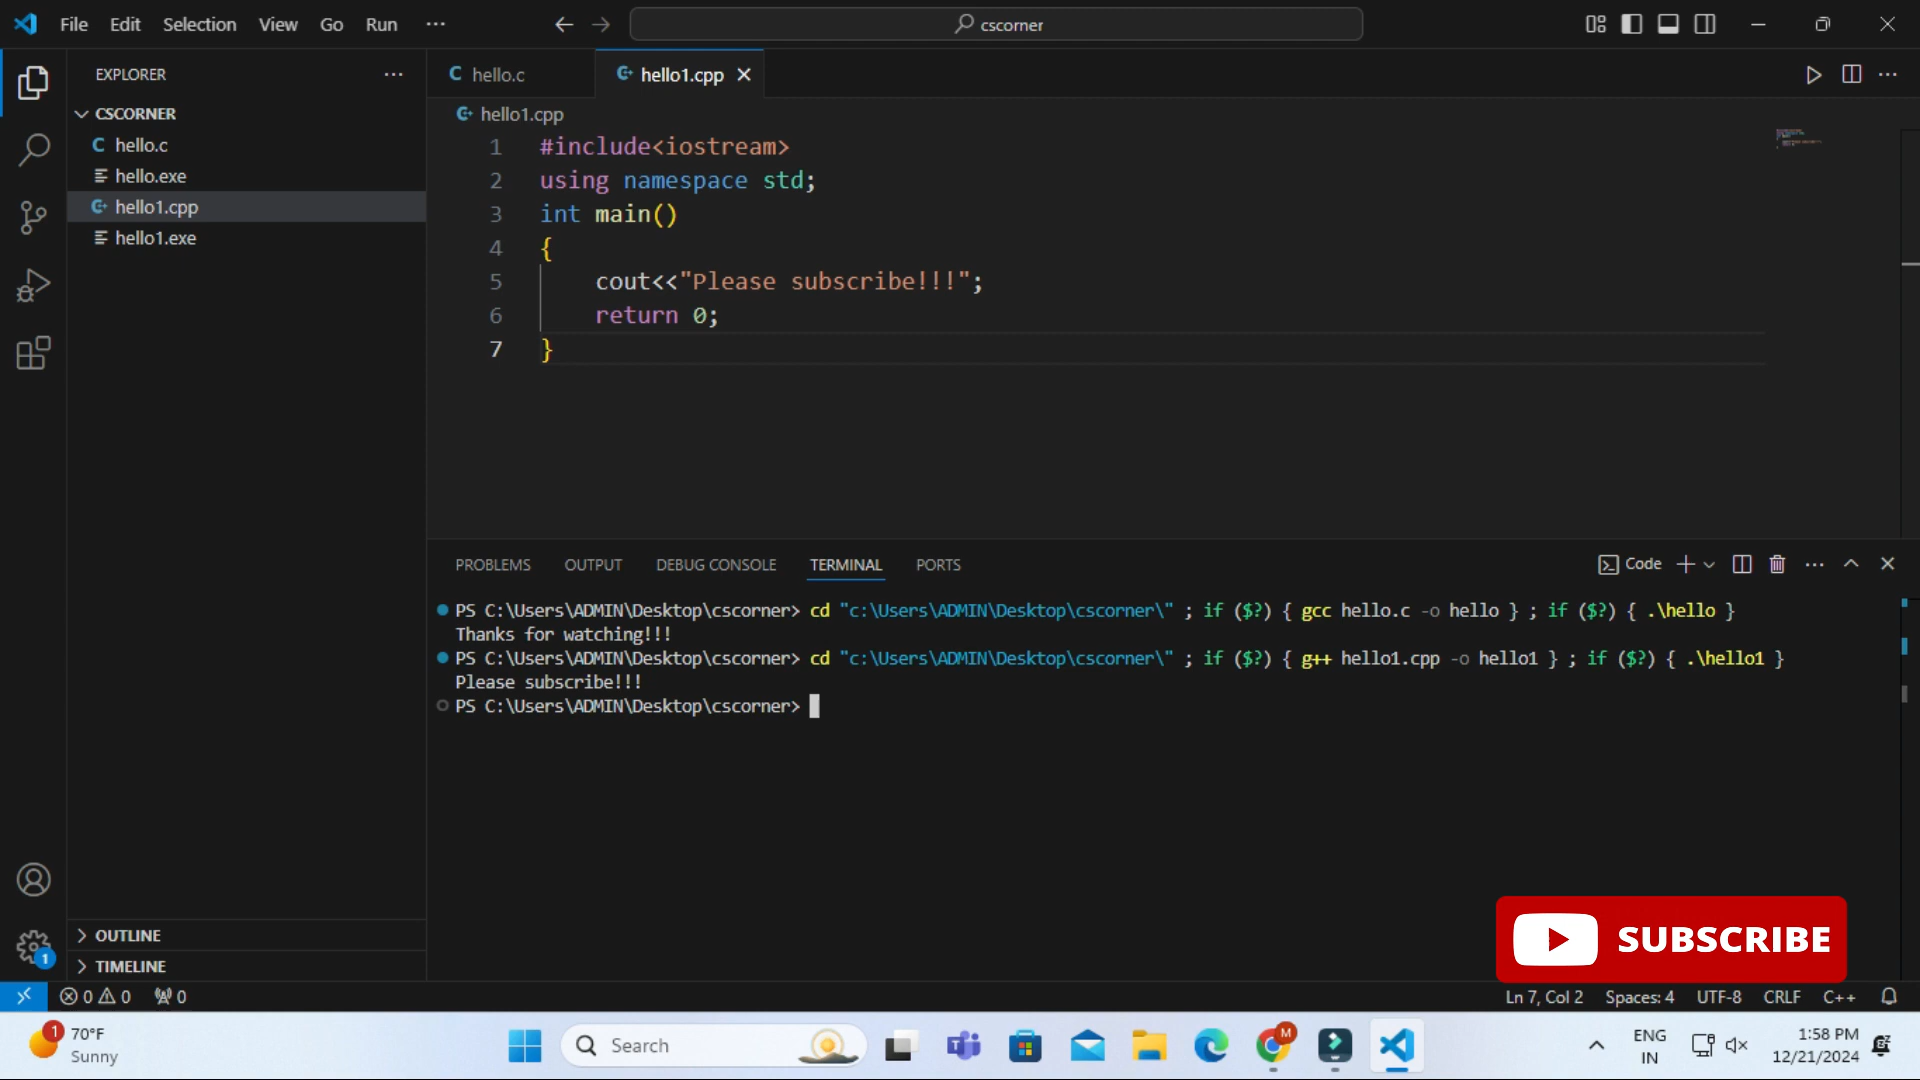 File Edit Selection View Go Run ... cscorner
EXPLORER ...
CSCORNER
hello.c
hello.exe
hello1.cpp
hello1.exe
OUTLINE
TIMELINE
hello.c hello1.cpp
hello1.cpp
1 #include<iostream>
2 using namespace std;
3 int main()
4 {
5 cout<<"Please subscribe!!!";
6 return 0;
7 }
PROBLEMS OUTPUT DEBUG CONSOLE TERMINAL PORTS Code
PS C:\Users\ADMIN\Desktop\cscorner> cd "c:\Users\ADMIN\Desktop\cscorner\" ; if ($?) { gcc hello.c -o hello } ; if ($?) { .\hello }
Thanks for watching!!!
PS C:\Users\ADMIN\Desktop\cscorner> cd "c:\Users\ADMIN\Desktop\cscorner\" ; if ($?) { g++ hello1.cpp -o hello1 } ; if ($?) { .\hello1 }
Please subscribe!!!
PS C:\Users\ADMIN\Desktop\cscorner>
SUBSCRIBE
1
0 0 0 Ln 7, Col 2 Spaces: 4 UTF-8 CRLF C++
1 70°F
Sunny
Search
M
ENG
IN
1:58 PM
12/21/2024